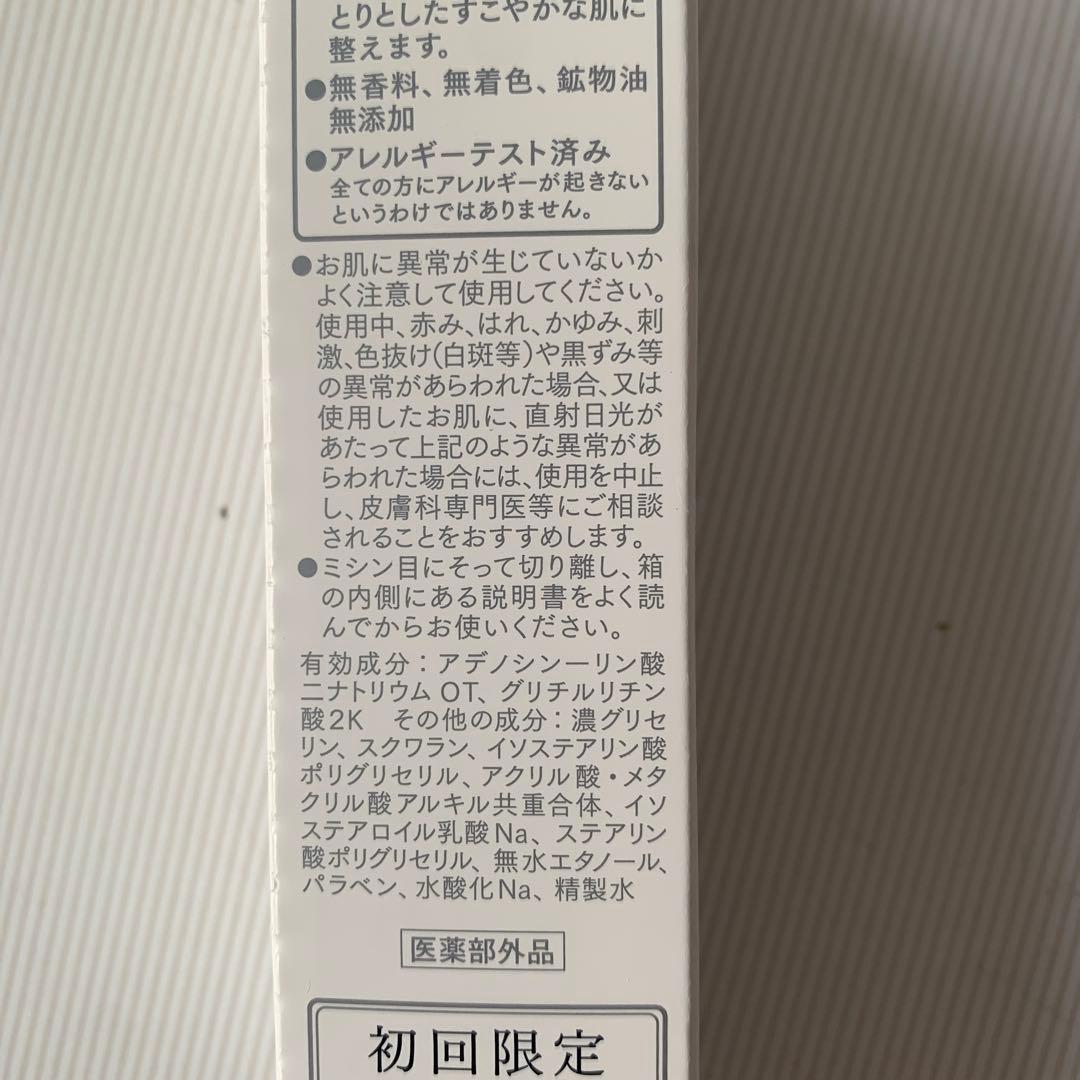 とりとしたすこやかな肌に
整えます。
●無香料、無着色、鉱物油
無添加
●アレルギーテスト済み
全ての方にアレルギーが起きない
というわけではありません。
●お肌に異常が生じていないか
よく注意して使用してください。
使用中、赤み、はれ、かゆみ、刺
激、色抜け(白斑等)や黒ずみ等
の異常があらわれた場合、又は
使用したお肌に、直射日光が
あたって上記のような異常があ
らわれた場合には、使用を中止
し、皮膚科専門医等にご相談
されることをおすすめします。
●ミシン目にそって切り離し、箱
の内側にある説明書をよく読
んでからお使いください。
有効成分：アデノシン一リン酸
二ナトリウム OT、グリチルリチン
酸2K その他の成分：濃グリセ
リン、スクワラン、イソステアリン酸
ポリグリセリル、アクリル酸・メタ
クリル酸アルキル共重合体、イソ
ステアロイル乳酸Na、ステアリン
酸ポリグリセリル、無水エタノール、
パラベン、水酸化Na、精製水
医薬部外品
初回限定